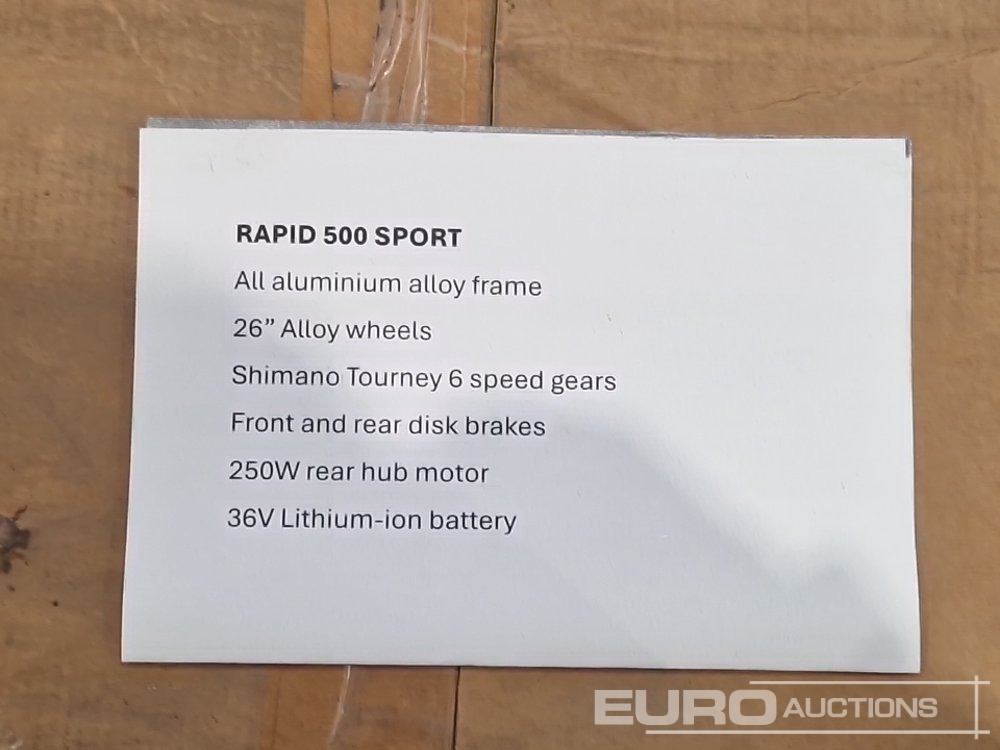 RAPID 500 SPORT
All aluminium alloy frame
26” Alloy wheels
Shimano Tourney 6 speed gears
Front and rear disk brakes
250W rear hub motor
36V Lithium-ion battery
EURO AUCTIONS